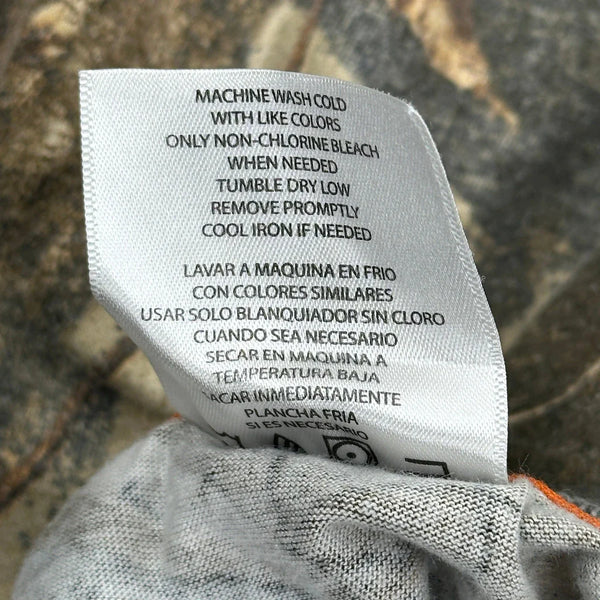 MACHINE WASH COLD
WITH LIKE COLORS
ONLY NON-CHLORINE BLEACH
WHEN NEEDED
TUMBLE DRY LOW
REMOVE PROMPTLY
COOL IRON IF NEEDED
LAVAR A MAQUINA EN FRIO
CON COLORES SIMILARES
USAR SOLO BLANQUIADOR SIN CLORO
CUANDO SEA NECESARIO
SECAR EN MAQUINA A
TEMPERATURA BAJA
ACAR INMEDIATAMENTE
PLANCHA FRIA
SI ES NECESARIO